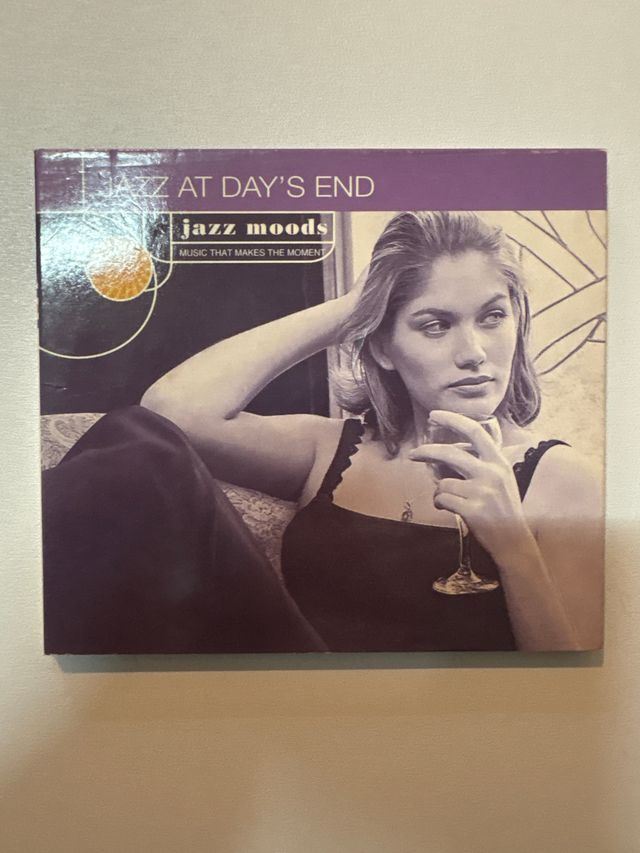 JAZZ AT DAY'S END
jazz moods
MUSIC THAT MAKES THE MOMENT